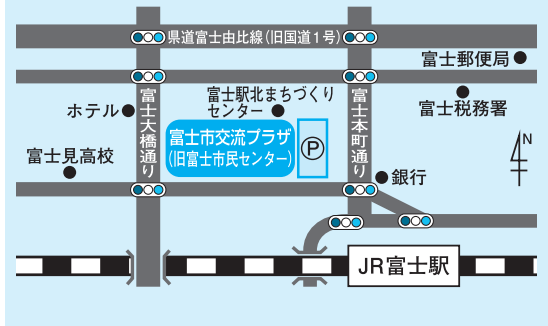 県道富士由比線(旧国道1号)
富士郵便局
富士駅北まちづくり
センター
ホテル
富士税務署
富士大橋通り
富士本町通り
富士市交流プラザ
(旧富士市民センター)
P
N
富士見高校
銀行
JR富士駅